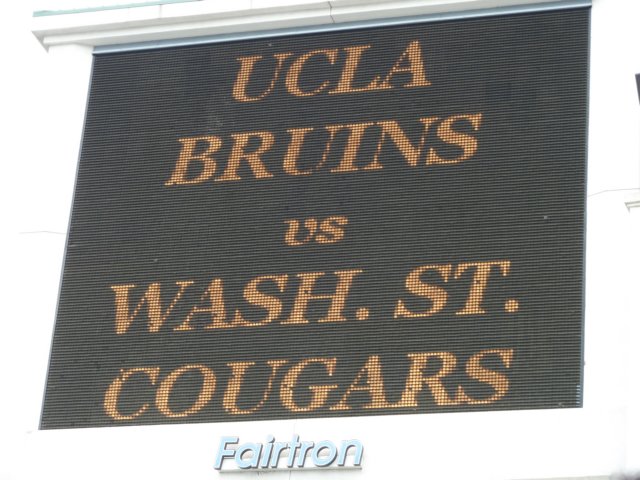 UCLA
BRUINS
vs
WASH. ST.
COUGARS
Fairtron